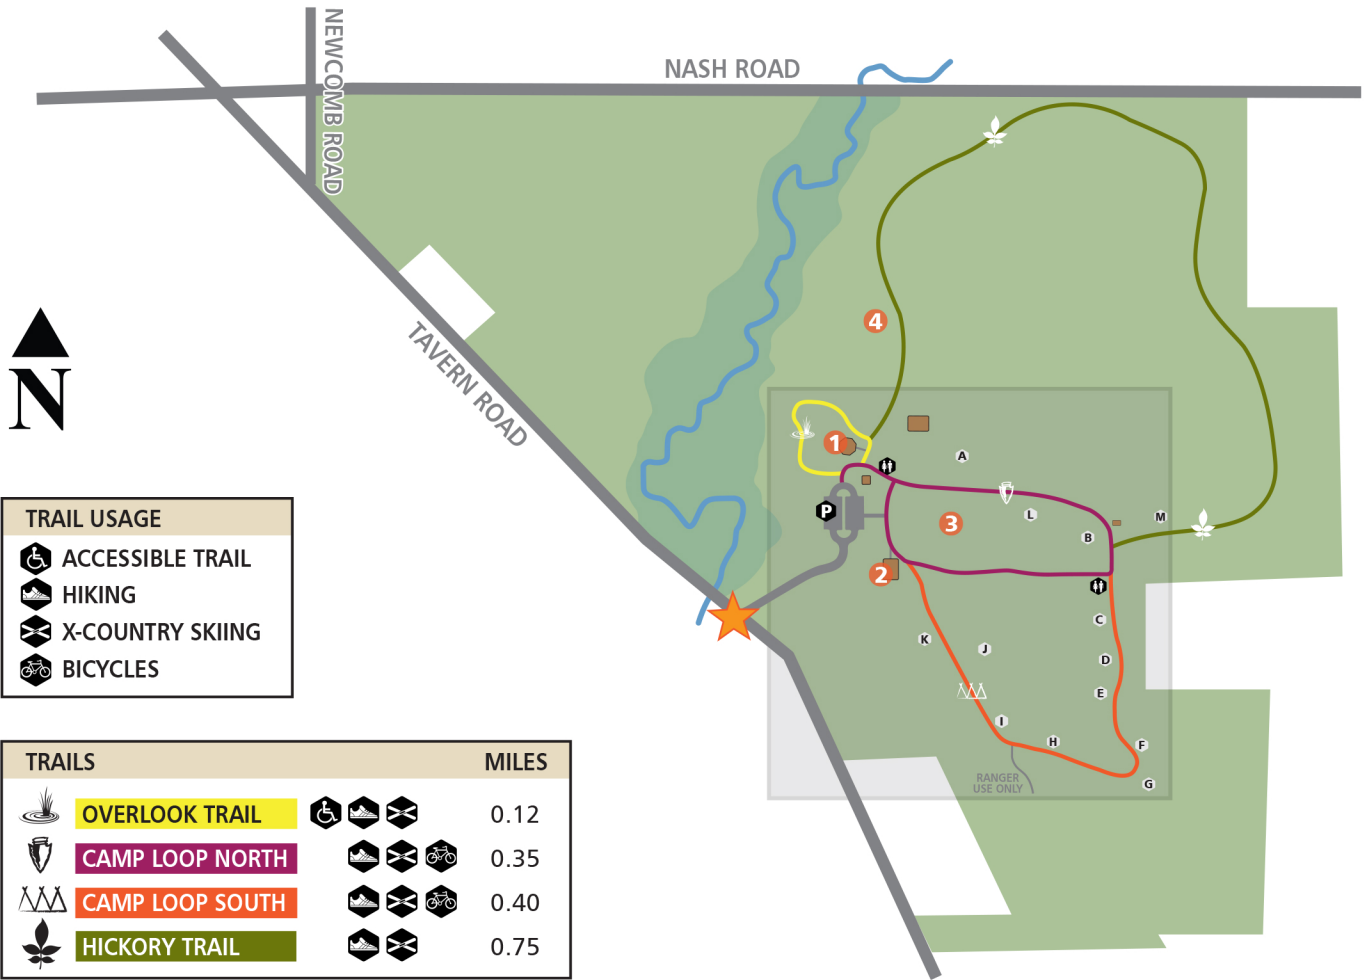 NEWCOMB ROAD
NASH ROAD
TAVERN ROAD
N
4
1
A
P
3
L
M
B
2
C
K
J
D
E
I
H
F
G
RANGER
USE ONLY
TRAIL USAGE
ACCESSIBLE TRAIL
HIKING
X-COUNTRY SKIING
BICYCLES
TRAILS MILES
OVERLOOK TRAIL 0.12
CAMP LOOP NORTH 0.35
CAMP LOOP SOUTH 0.40
HICKORY TRAIL 0.75